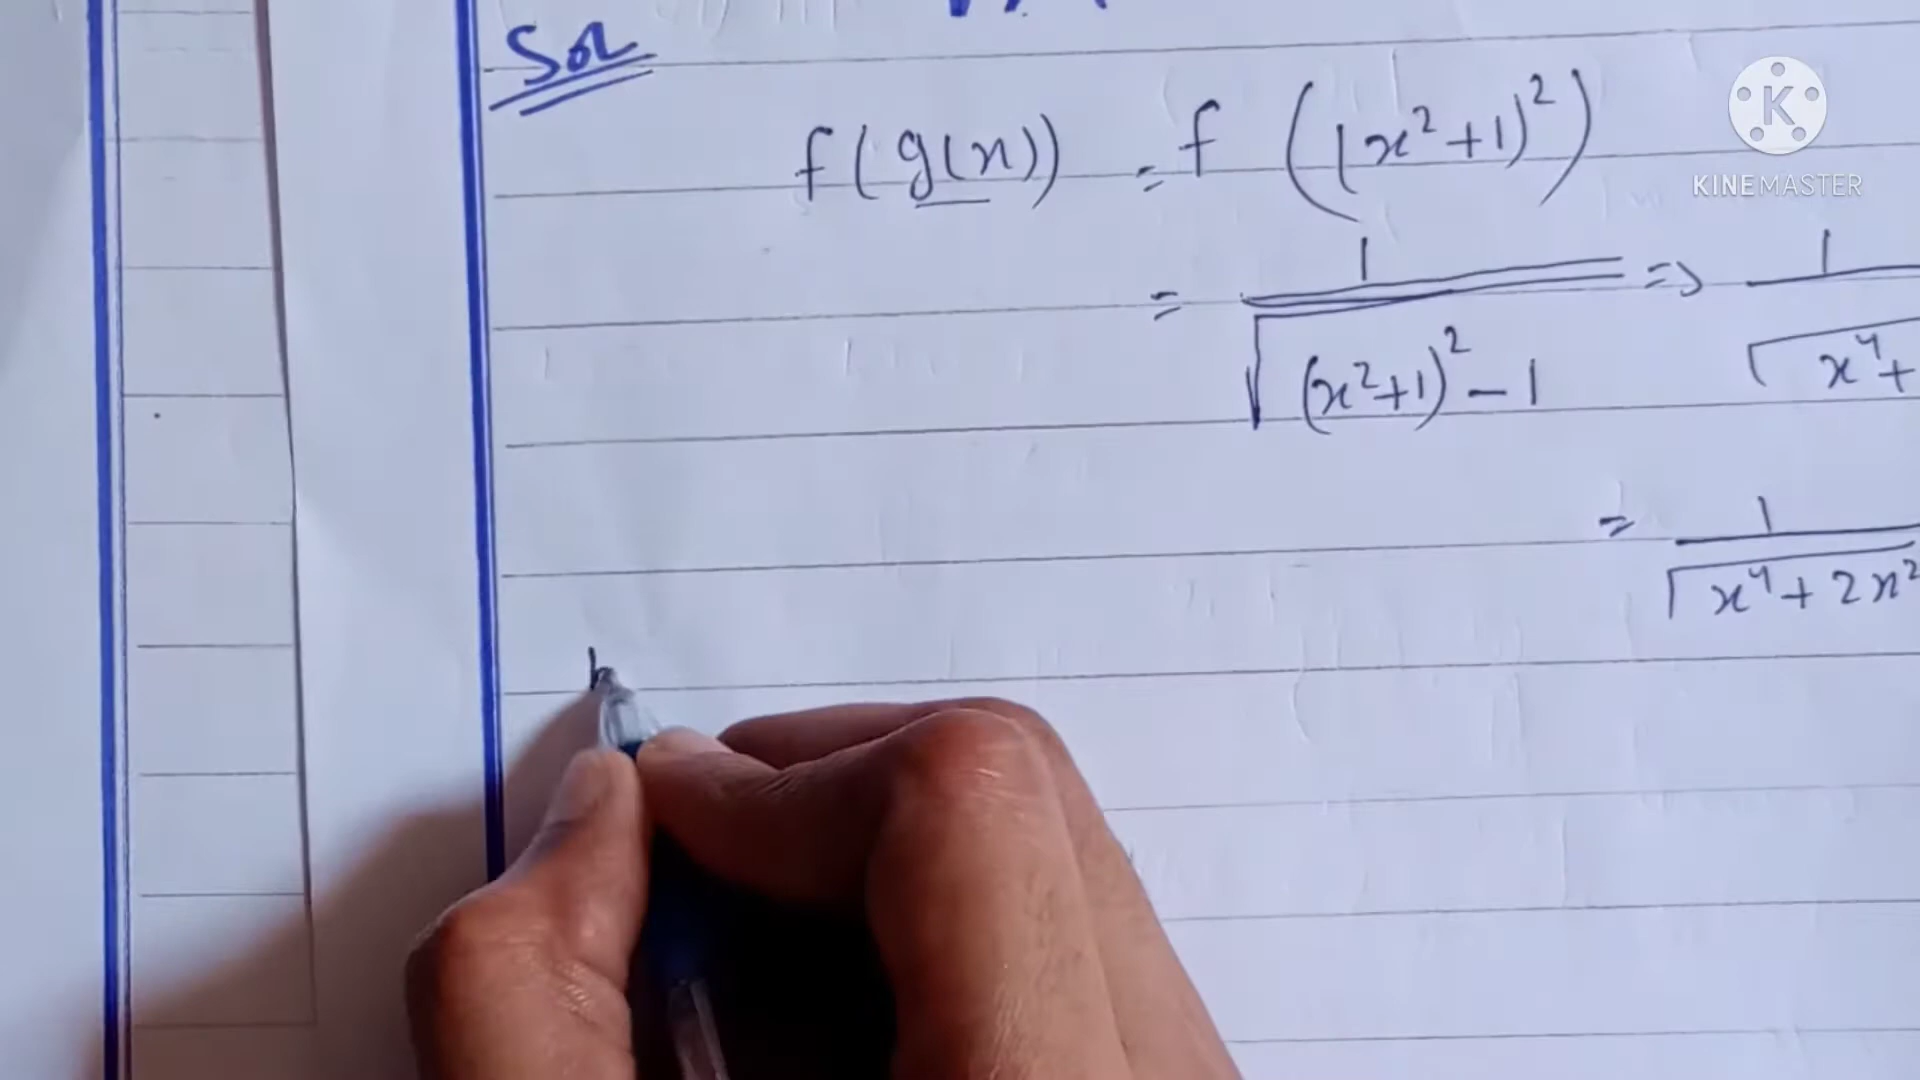 Sol
f(g(x)) = f ((x²+1)²)
KINEMASTER
= 1/√((x²+1)²-1) => 1/√(x⁴+
= 1/√(x⁴+2x²